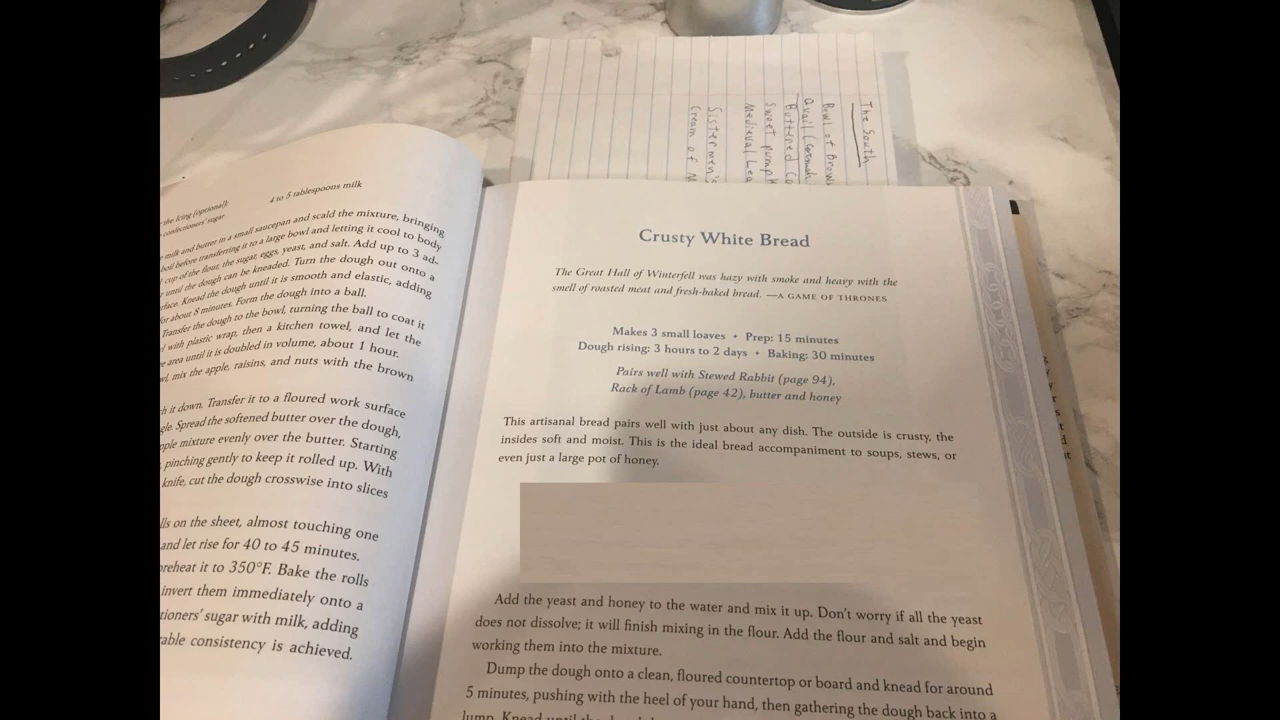 The South
Bowl of Brown
Buttered
Sweet pump
Medieval Lea
Sistermen's
Cream of
4 to 5 tablespoons milk
the Icing (optional):
confectioners' sugar
milk and butter in a small saucepan and scald the mixture, bringing
boil before transferring it to a large bowl and letting it cool to body
cup of the flour, the sugar, eggs, yeast, and salt. Add up to 3 ad-
until the dough can be kneaded. Turn the dough out onto a
rface. Knead the dough until it is smooth and elastic, adding
for about 8 minutes. Form the dough into a ball.
Transfer the dough to the bowl, turning the ball to coat it
with plastic wrap, then a kitchen towel, and let the
area until it is doubled in volume, about 1 hour.
wl, mix the apple, raisins, and nuts with the brown
h it down. Transfer it to a floured work surface
gle. Spread the softened butter over the dough,
pple mixture evenly over the butter. Starting
, pinching gently to keep it rolled up. With
knife, cut the dough crosswise into slices
lls on the sheet, almost touching one
and let rise for 40 to 45 minutes.
preheat it to 350°F. Bake the rolls
invert them immediately onto a
tioners' sugar with milk, adding
able consistency is achieved.
Crusty White Bread
The Great Hall of Winterfell was hazy with smoke and heavy with the
smell of roasted meat and fresh-baked bread. —A GAME OF THRONES
Makes 3 small loaves • Prep: 15 minutes
Dough rising: 3 hours to 2 days • Baking: 30 minutes
Pairs well with Stewed Rabbit (page 94),
Rack of Lamb (page 42), butter and honey
This artisanal bread pairs well with just about any dish. The outside is crusty, the
insides soft and moist. This is the ideal bread accompaniment to soups, stews, or
even just a large pot of honey.
Add the yeast and honey to the water and mix it up. Don't worry if all the yeast
does not dissolve; it will finish mixing in the flour. Add the flour and salt and begin
working them into the mixture.
Dump the dough onto a clean, floured countertop or board and knead for around
5 minutes, pushing with the heel of your hand, then gathering the dough back into a
lump. Knead until